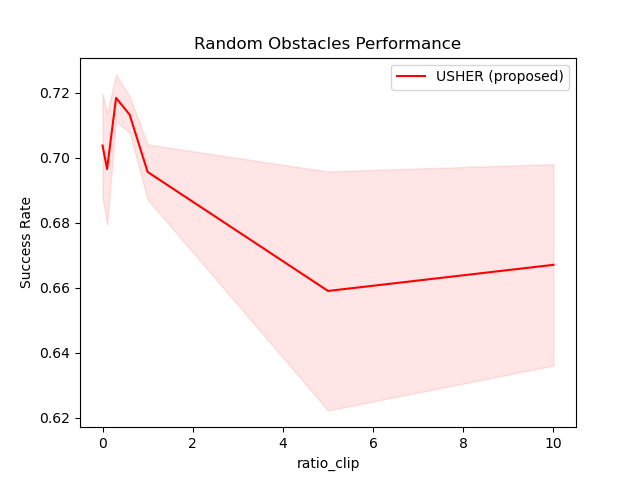 Random Obstacles Performance
USHER (proposed)
Success Rate
0.72
0.70
0.68
0.66
0.64
0.62
0 2 4 6 8 10
ratio_clip